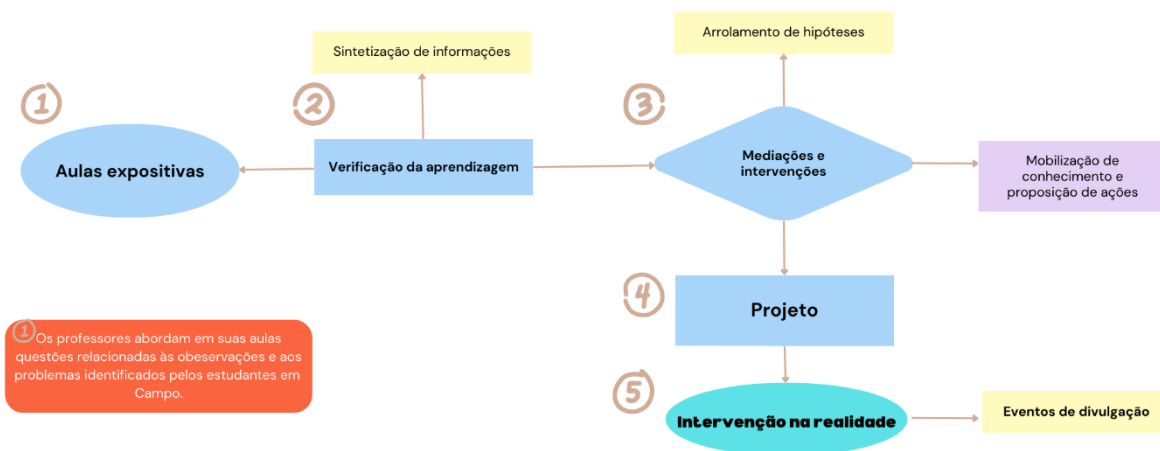 1
Aulas expositivas
2
Sintetização de informações
Verificação da aprendizagem
3
Arrolamento de hipóteses
Mediações e
intervenções
Mobilização de
conhecimento e
proposição de ações
4
Projeto
5
Intervenção na realidade
Eventos de divulgação
1
Os professores abordam em suas aulas
questões relacionadas às obeservações e aos
problemas identificados pelos estudantes em
Campo.